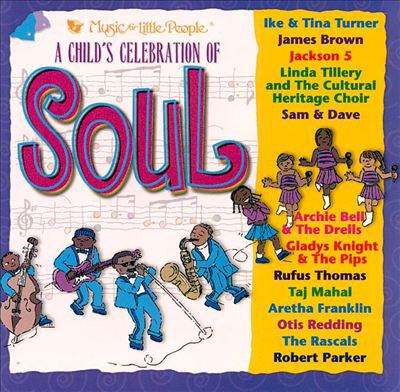 Music for Little People®
A CHILD'S CELEBRATION OF
SOUL
Ike & Tina Turner
James Brown
Jackson 5
Linda Tillery
and The Cultural
Heritage Choir
Sam & Dave
Archie Bell
& The Drells
Gladys Knight
& The Pips
Rufus Thomas
Taj Mahal
Aretha Franklin
Otis Redding
The Rascals
Robert Parker